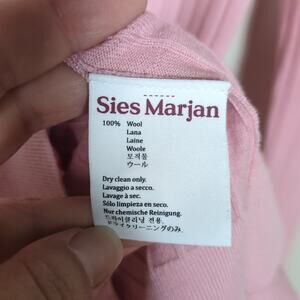 Sies Marjan
100% Wool
Lana
Laine
Woole
모직물
ウール
Dry clean only.
Lavaggio a secco.
Lavage à sec.
Sólo limpieza en seco.
Nur chemische Reinigung.
드라이클리닝 전용.
ドライクリーニングのみ.